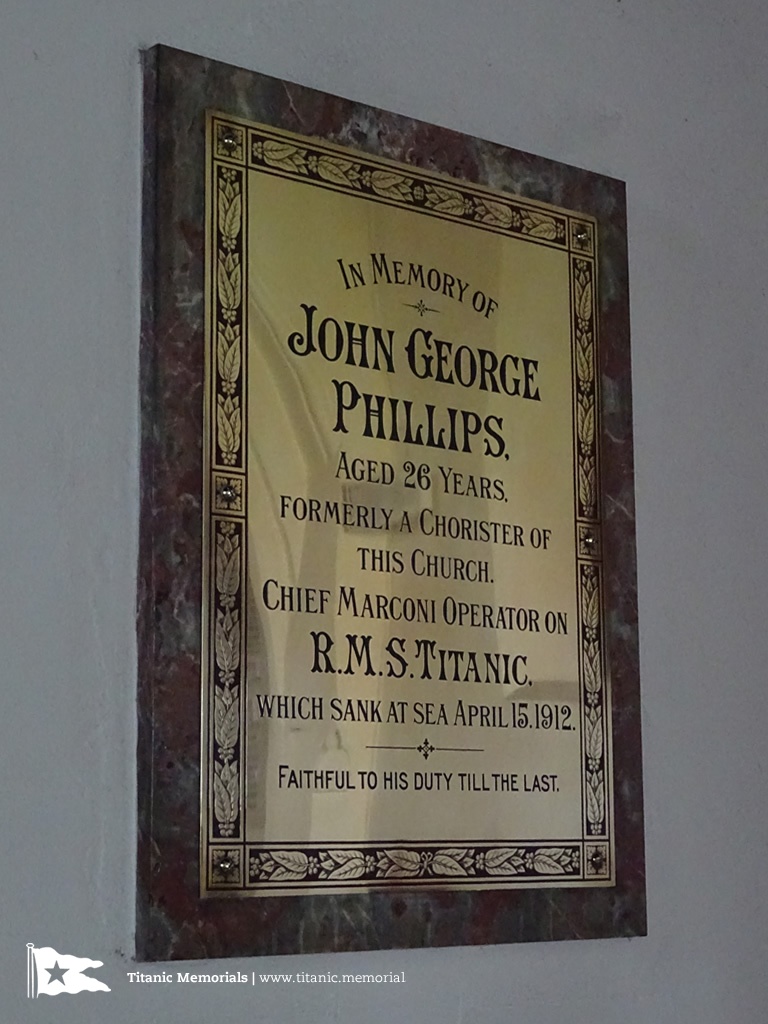 IN MEMORY OF
JOHN GEORGE
PHILLIPS,
AGED 26 YEARS,
FORMERLY A CHORISTER OF
THIS CHURCH.
CHIEF MARCONI OPERATOR ON
R.M.S. TITANIC,
WHICH SANK AT SEA APRIL 15.1912.
FAITHFUL TO HIS DUTY TILL THE LAST.
Titanic Memorials | www.titanic.memorial